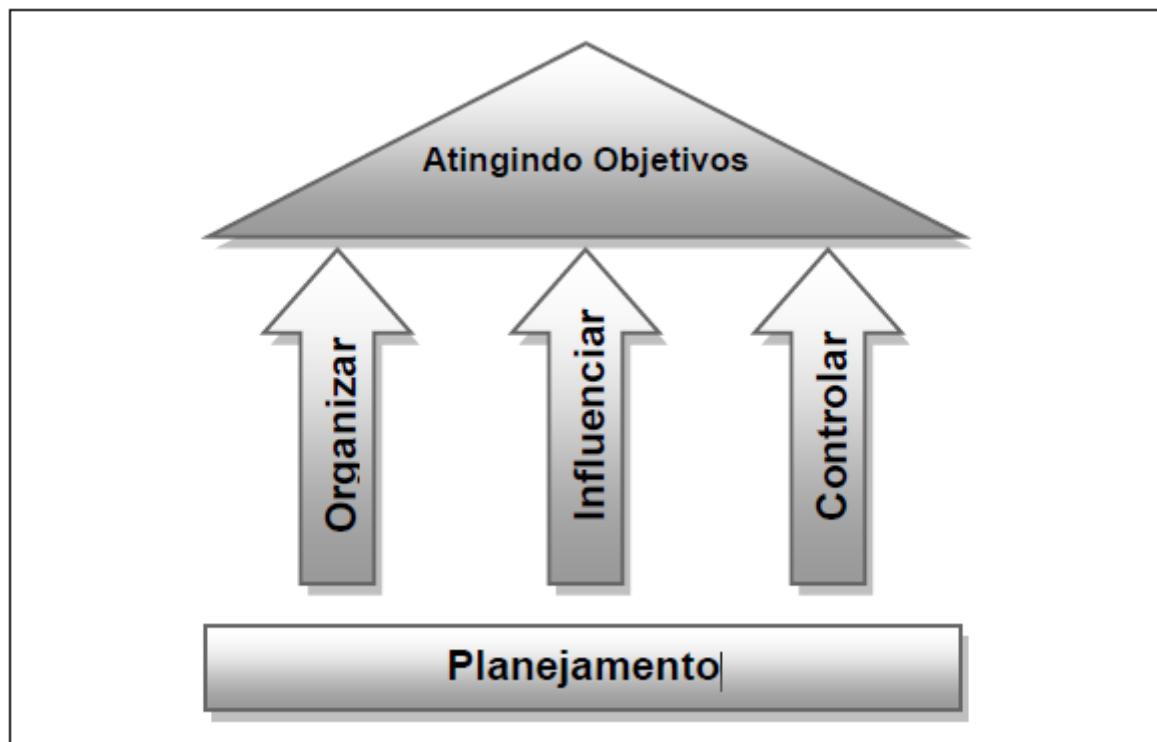 Atingindo Objetivos
Organizar
Influenciar
Controlar
Planejamento